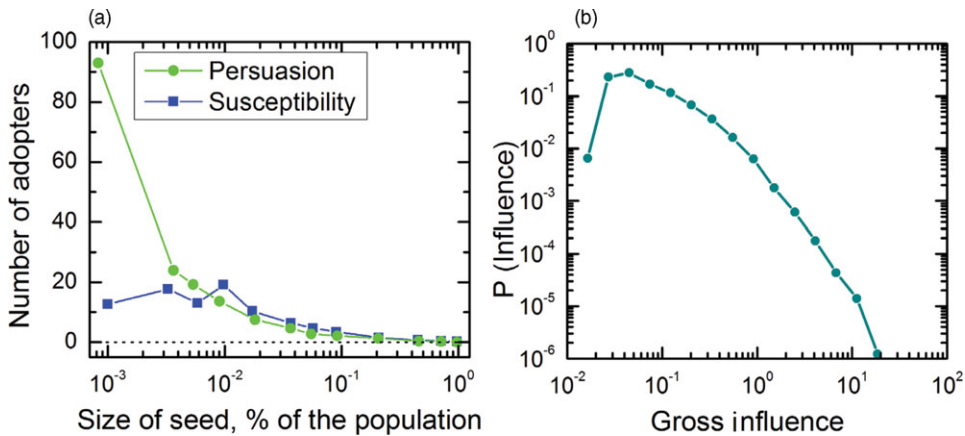 (a)
100
80
60
40
20
0
Number of adopters
Persuasion
Susceptibility
10^-3
10^-2
10^-1
10^0
Size of seed, % of the population
(b)
10^0
10^-1
10^-2
10^-3
10^-4
10^-5
10^-6
P (Influence)
10^-2
10^-1
10^0
10^1
10^2
Gross influence